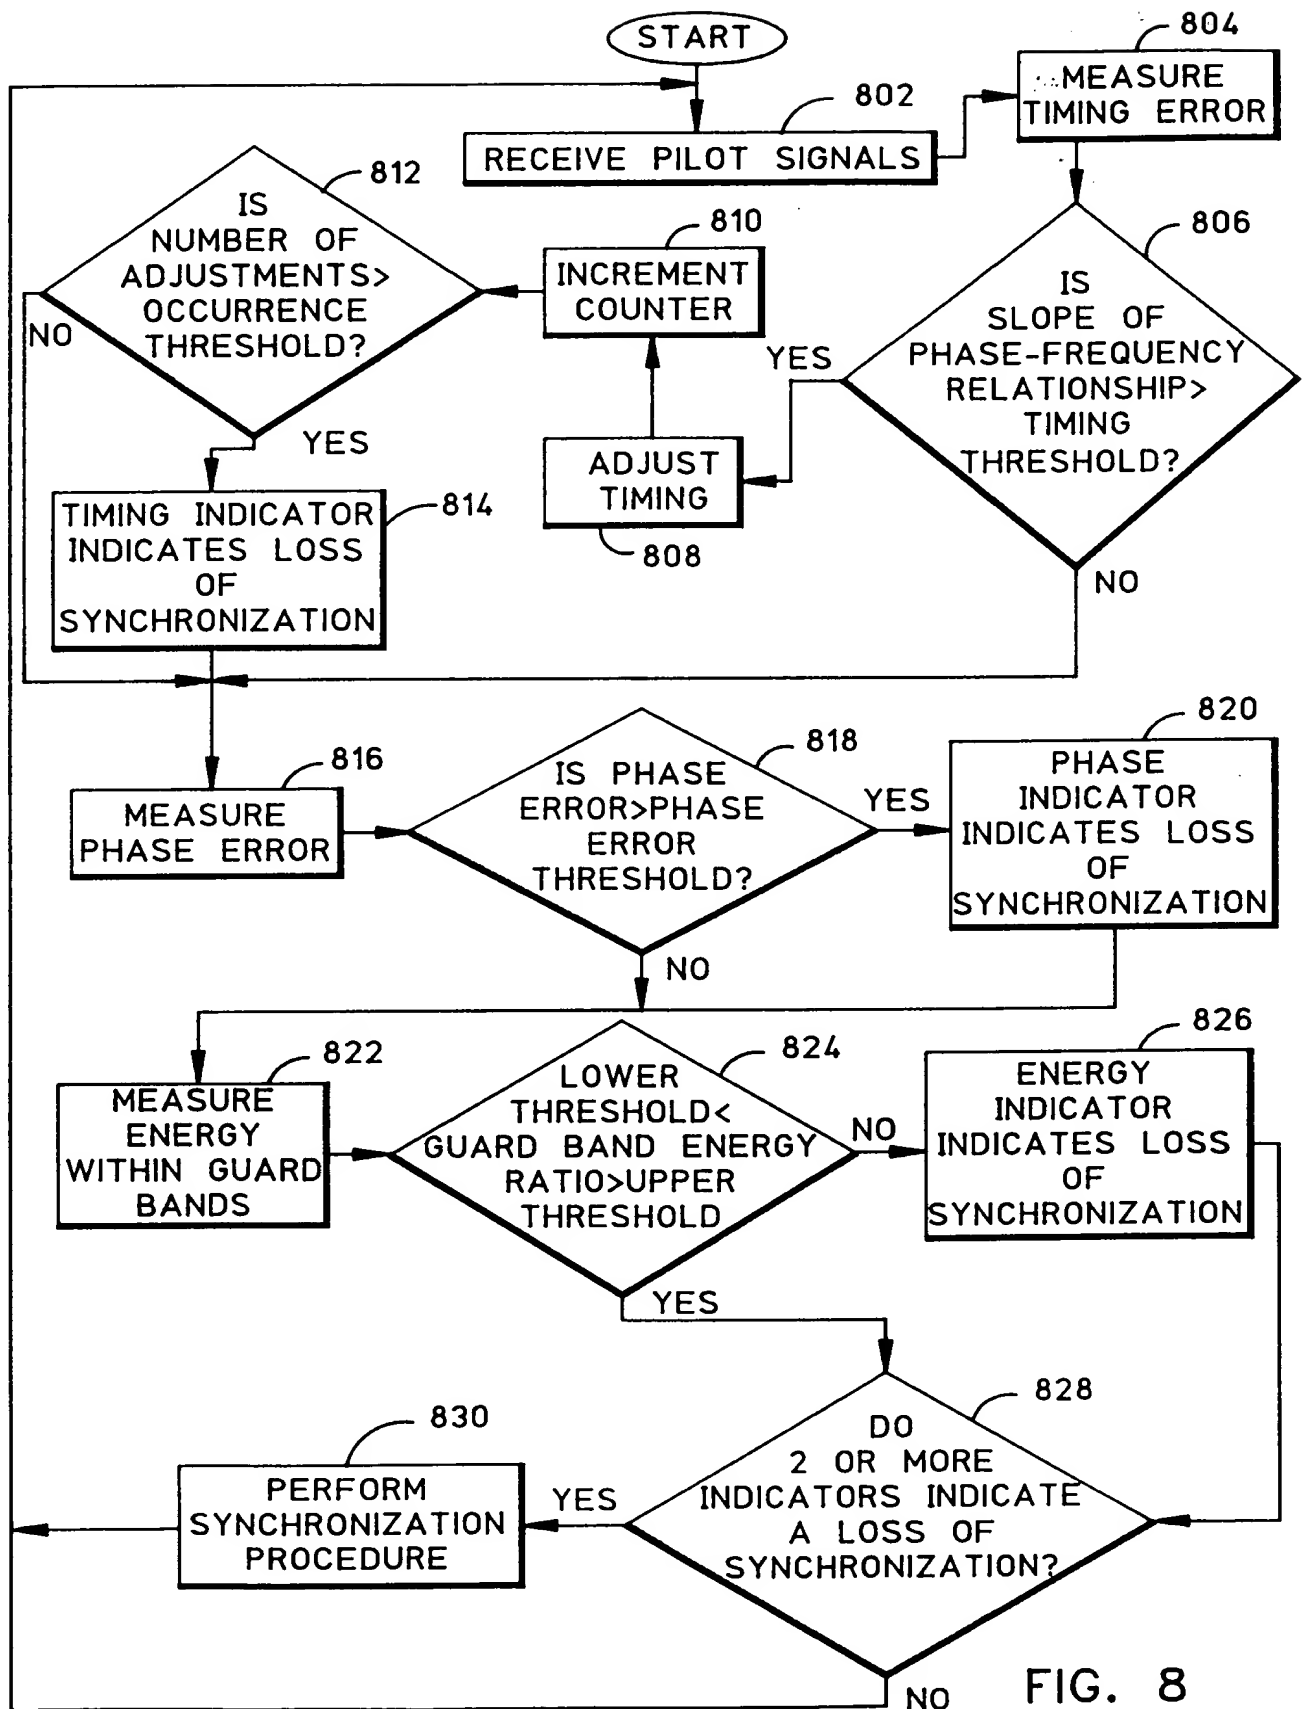 START
802
RECEIVE PILOT SIGNALS
804
MEASURE
TIMING ERROR
806
IS
SLOPE OF
PHASE-FREQUENCY
RELATIONSHIP>
TIMING
THRESHOLD?
YES
NO
ADJUST
TIMING
808
810
INCREMENT
COUNTER
812
IS
NUMBER OF
ADJUSTMENTS>
OCCURRENCE
THRESHOLD?
NO
YES
814
TIMING INDICATOR
INDICATES LOSS
OF
SYNCHRONIZATION
816
MEASURE
PHASE ERROR
818
IS PHASE
ERROR>PHASE
ERROR
THRESHOLD?
YES
NO
820
PHASE
INDICATOR
INDICATES LOSS
OF
SYNCHRONIZATION
822
MEASURE
ENERGY
WITHIN GUARD
BANDS
824
LOWER
THRESHOLD<
GUARD BAND ENERGY
RATIO>UPPER
THRESHOLD
NO
YES
826
ENERGY
INDICATOR
INDICATES LOSS
OF
SYNCHRONIZATION
828
DO
2 OR MORE
INDICATORS INDICATE
A LOSS OF
SYNCHRONIZATION?
YES
NO
830
PERFORM
SYNCHRONIZATION
PROCEDURE
FIG. 8